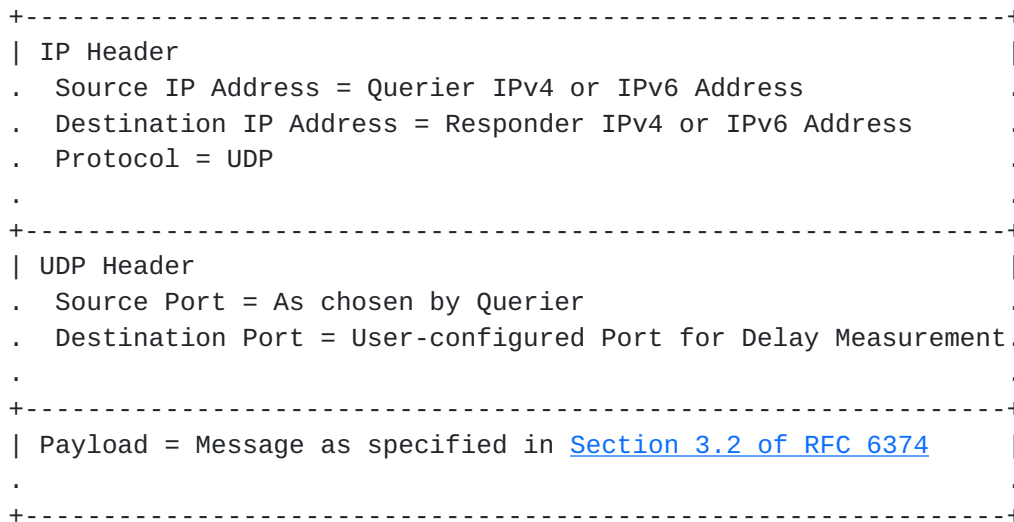 +---------------------------------------------------------------+
| IP Header                                                     |
.  Source IP Address = Querier IPv4 or IPv6 Address             .
.  Destination IP Address = Responder IPv4 or IPv6 Address      .
.  Protocol = UDP                                               .
.                                                               .
+---------------------------------------------------------------+
| UDP Header                                                    |
.  Source Port = As chosen by Querier                           .
.  Destination Port = User-configured Port for Delay Measurement.
.                                                               .
+---------------------------------------------------------------+
| Payload = Message as specified in Section 3.2 of RFC 6374     |
.                                                               .
+---------------------------------------------------------------+